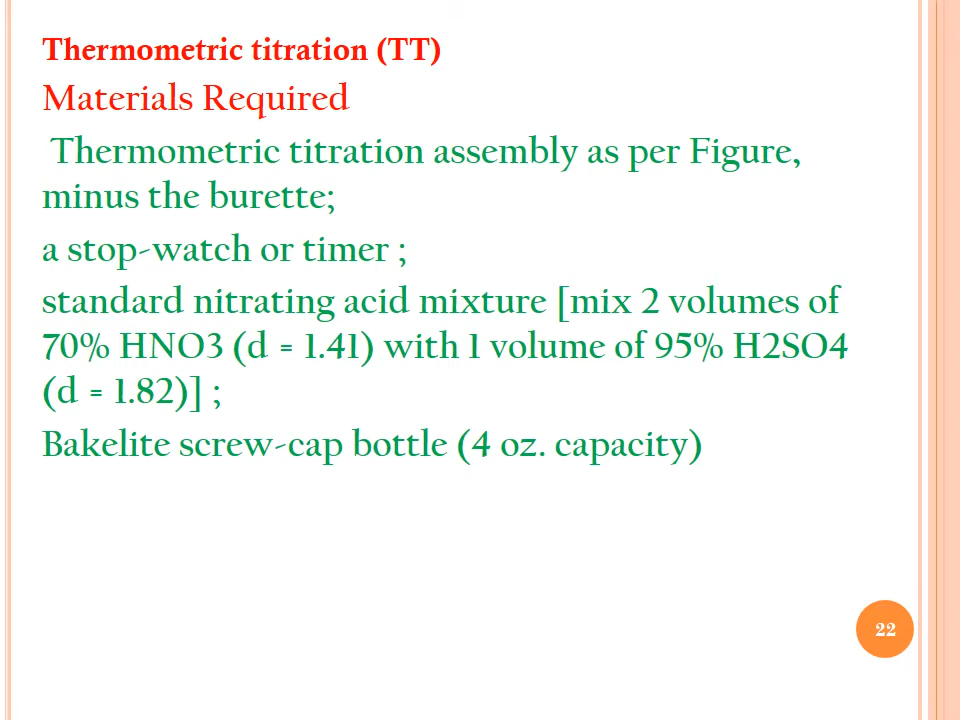 Thermometric titration (TT)
Materials Required
Thermometric titration assembly as per Figure,
minus the burette;
a stop-watch or timer ;
standard nitrating acid mixture [mix 2 volumes of
70% HNO3 (d = 1.41) with 1 volume of 95% H2SO4
(d = 1.82)] ;
Bakelite screw-cap bottle (4 oz. capacity)
22